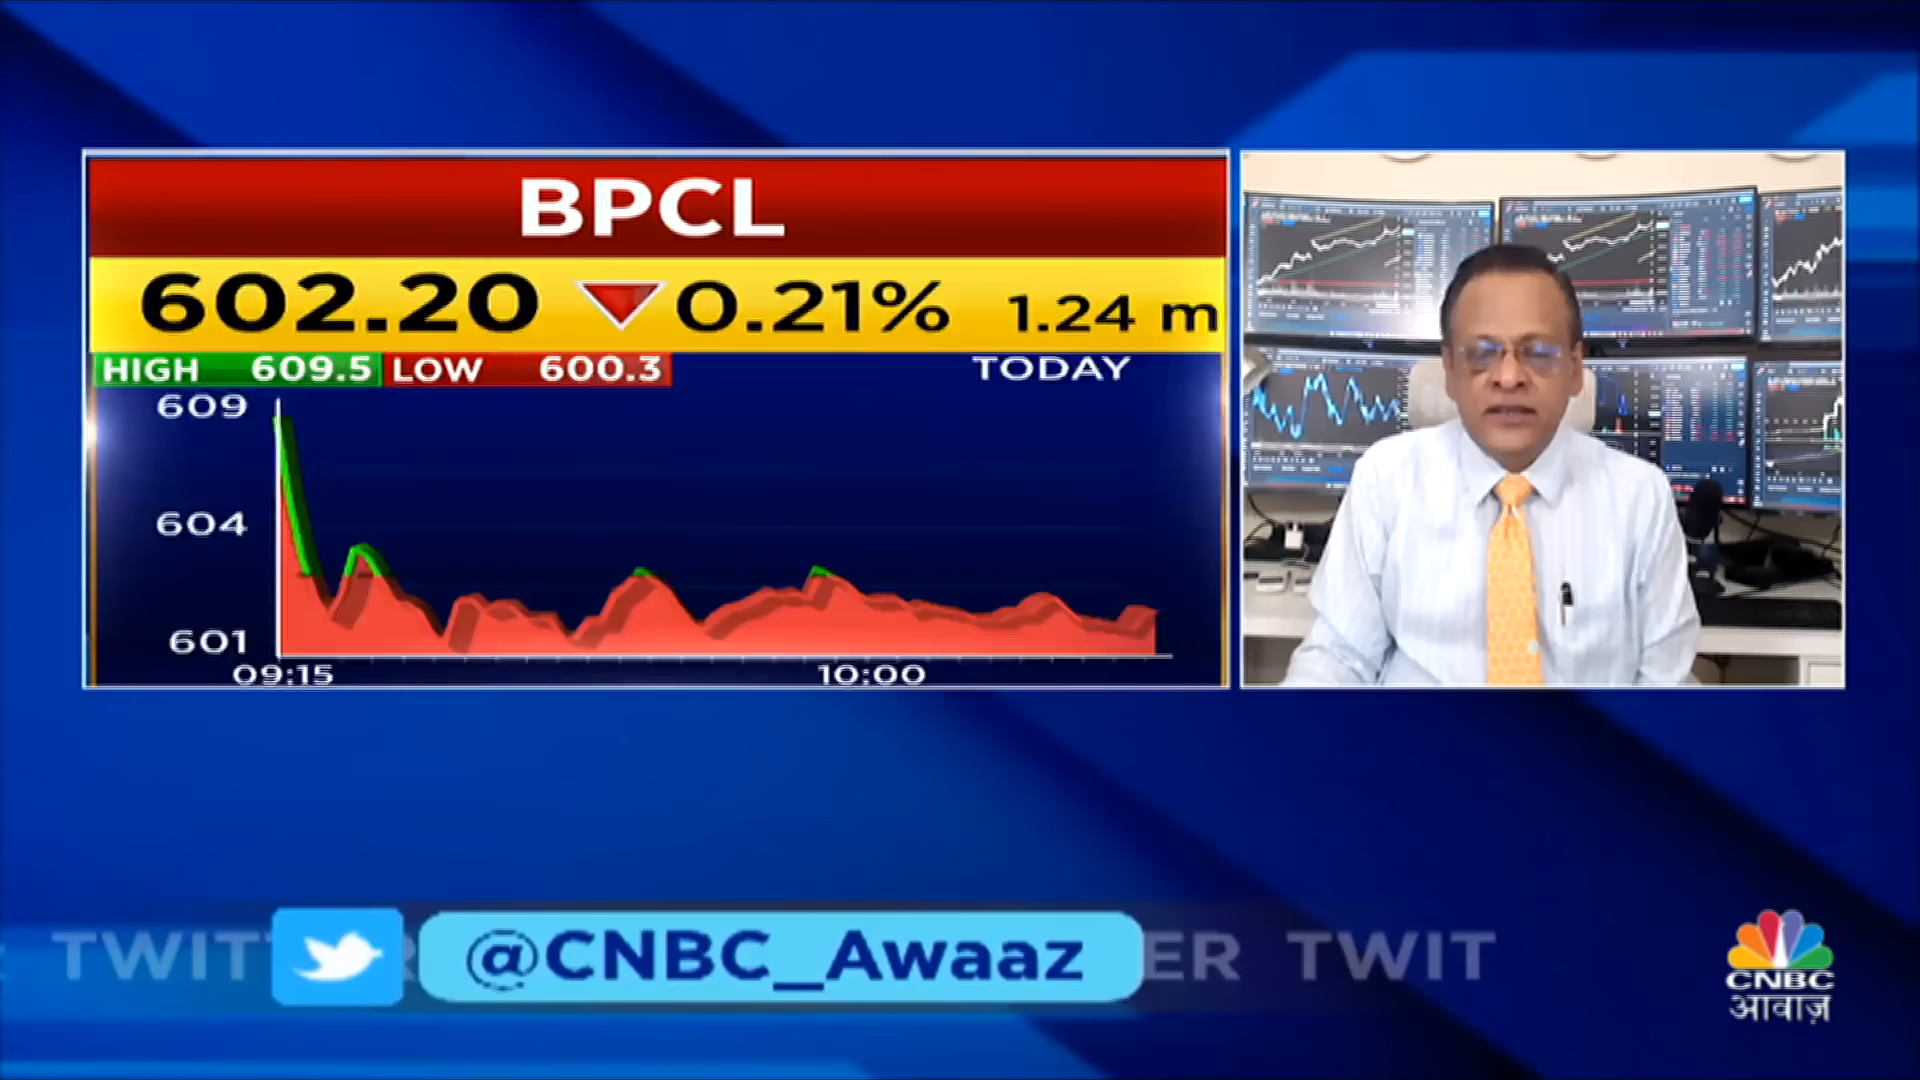 BPCL
602.20 0.21% 1.24 m
HIGH 609.5 LOW 600.3 TODAY
609
604
601
09:15 10:00
TWIT @CNBC_Awaaz ER TWIT
CNBC
आवाज़